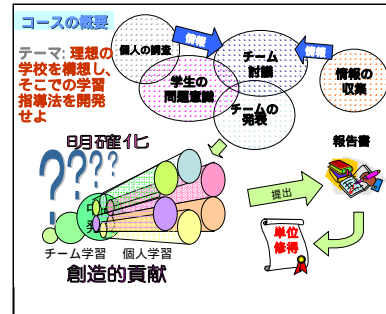 コースの概要
テーマ: 理想の
学校を構想し、
そこでの学習
指導法を開発
せよ
個人の調査
情報
チーム
討議
情報
情報の
収集
学生の
問題意識
チームの
発表
明確化
報告書
????
提出
チーム学習
個人学習
創造的貢献
単位
修得